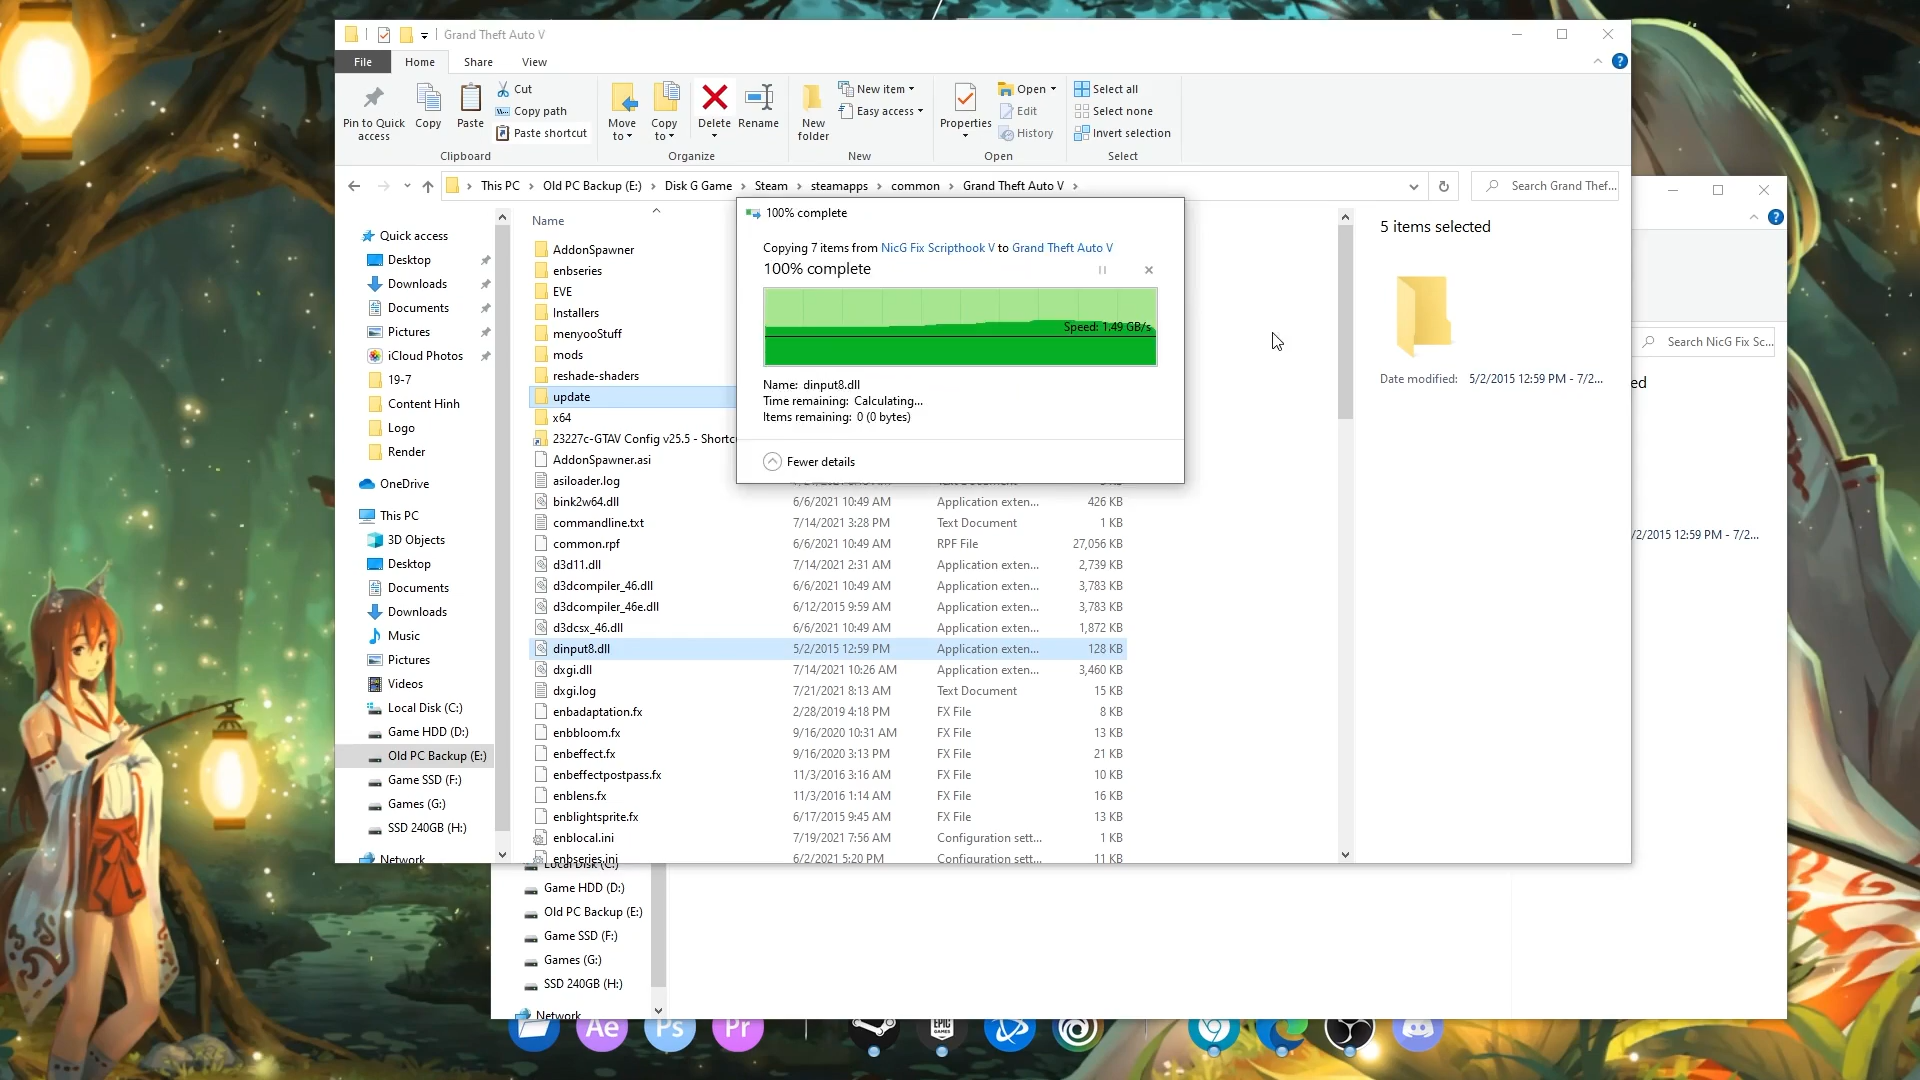 Grand Theft Auto V
File
Home
Share
View
Pin to Quick access
Copy
Paste
Cut
Copy path
Paste shortcut
Clipboard
Move to
Copy to
Delete
Rename
Organize
New folder
New item
Easy access
New
Properties
Open
Edit
History
Open
Select all
Select none
Invert selection
Select
This PC
Old PC Backup (E:)
Disk G Game
Steam
steamapps
common
Grand Theft Auto V
Search Grand Thef...
Quick access
Desktop
Downloads
Documents
Pictures
iCloud Photos
19-7
Content Hinh
Logo
Render
OneDrive
This PC
3D Objects
Desktop
Documents
Downloads
Music
Pictures
Videos
Local Disk (C:)
Game HDD (D:)
Old PC Backup (E:)
Game SSD (F:)
Games (G:)
SSD 240GB (H:)
Network
Name
AddonSpawner
enbseries
EVE
Installers
menyooStuff
mods
reshade-shaders
update
x64
23227c-GTAV Config v25.5 - Shortc
AddonSpawner.asi
asiloader.log
bink2w64.dll 6/6/2021 10:49 AM Application exten... 426 KB
commandline.txt 7/14/2021 3:28 PM Text Document 1 KB
common.rpf 6/6/2021 10:49 AM RPF File 27,056 KB
d3d11.dll 7/14/2021 2:31 AM Application exten... 2,739 KB
d3dcompiler_46.dll 6/6/2021 10:49 AM Application exten... 3,783 KB
d3dcompiler_46e.dll 6/12/2015 9:59 AM Application exten... 3,783 KB
d3dcsx_46.dll 6/6/2021 10:49 AM Application exten... 1,872 KB
dinput8.dll 5/2/2015 12:59 PM Application exten... 128 KB
dxgi.dll 7/14/2021 10:26 AM Application exten... 3,460 KB
dxgi.log 7/21/2021 8:13 AM Text Document 15 KB
enbadaptation.fx 2/28/2019 4:18 PM FX File 8 KB
enbbloom.fx 9/16/2020 10:31 AM FX File 13 KB
enbeffect.fx 9/16/2020 3:13 PM FX File 21 KB
enbeffectpostpass.fx 11/3/2016 3:16 AM FX File 10 KB
enblens.fx 11/3/2016 1:14 AM FX File 16 KB
enblightsprite.fx 6/17/2015 9:45 AM FX File 13 KB
enblocal.ini 7/19/2021 7:56 AM Configuration sett... 1 KB
enbseries.ini 6/2/2021 5:20 PM Configuration sett... 11 KB
100% complete
Copying 7 items from NicG Fix Scripthook V to Grand Theft Auto V
100% complete
Speed: 1.49 GB/s
Name: dinput8.dll
Time remaining: Calculating...
Items remaining: 0 (0 bytes)
Fewer details
5 items selected
Date modified: 5/2/2015 12:59 PM - 7/2...
Search NicG Fix Sc...
ed
/2/2015 12:59 PM - 7/2...
Local Disk (C:)
Game HDD (D:)
Old PC Backup (E:)
Game SSD (F:)
Games (G:)
SSD 240GB (H:)
Network
Ae
Ps
Pr
EPIC GAMES